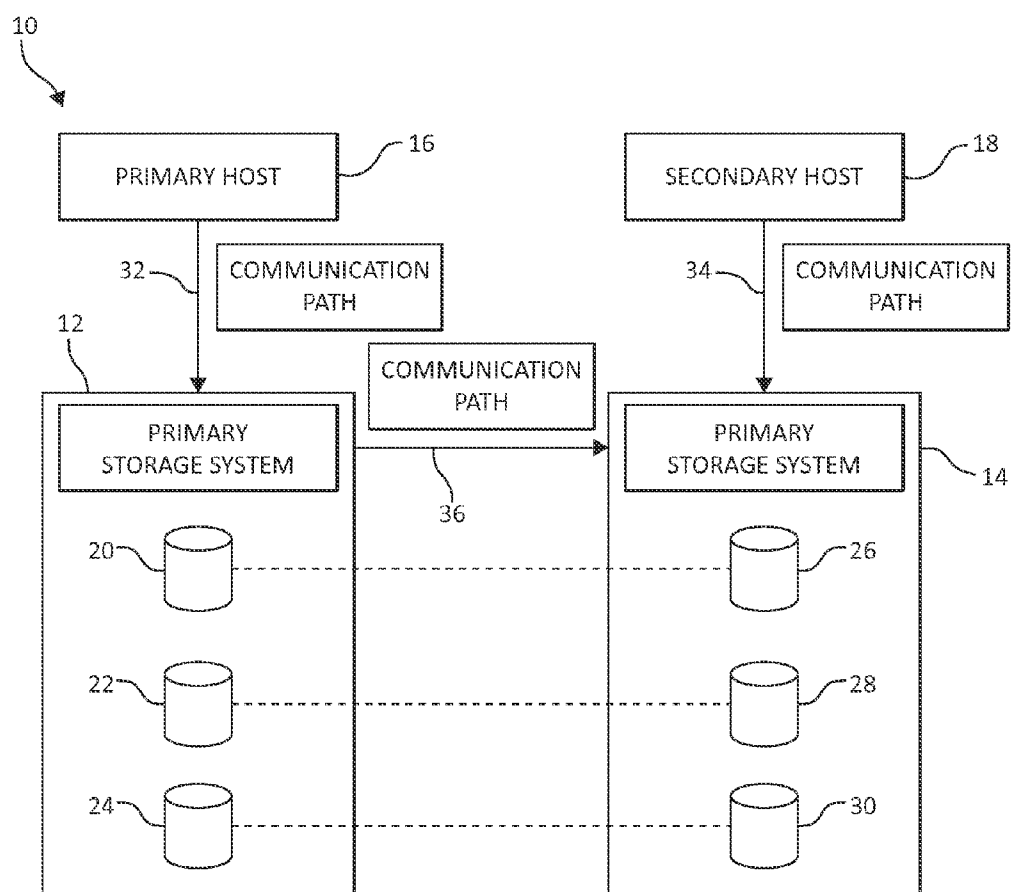 10
PRIMARY HOST
16
SECONDARY HOST
18
32
COMMUNICATION
PATH
34
COMMUNICATION
PATH
12
COMMUNICATION
PATH
PRIMARY
STORAGE SYSTEM
36
PRIMARY
STORAGE SYSTEM
14
20
26
22
28
24
30